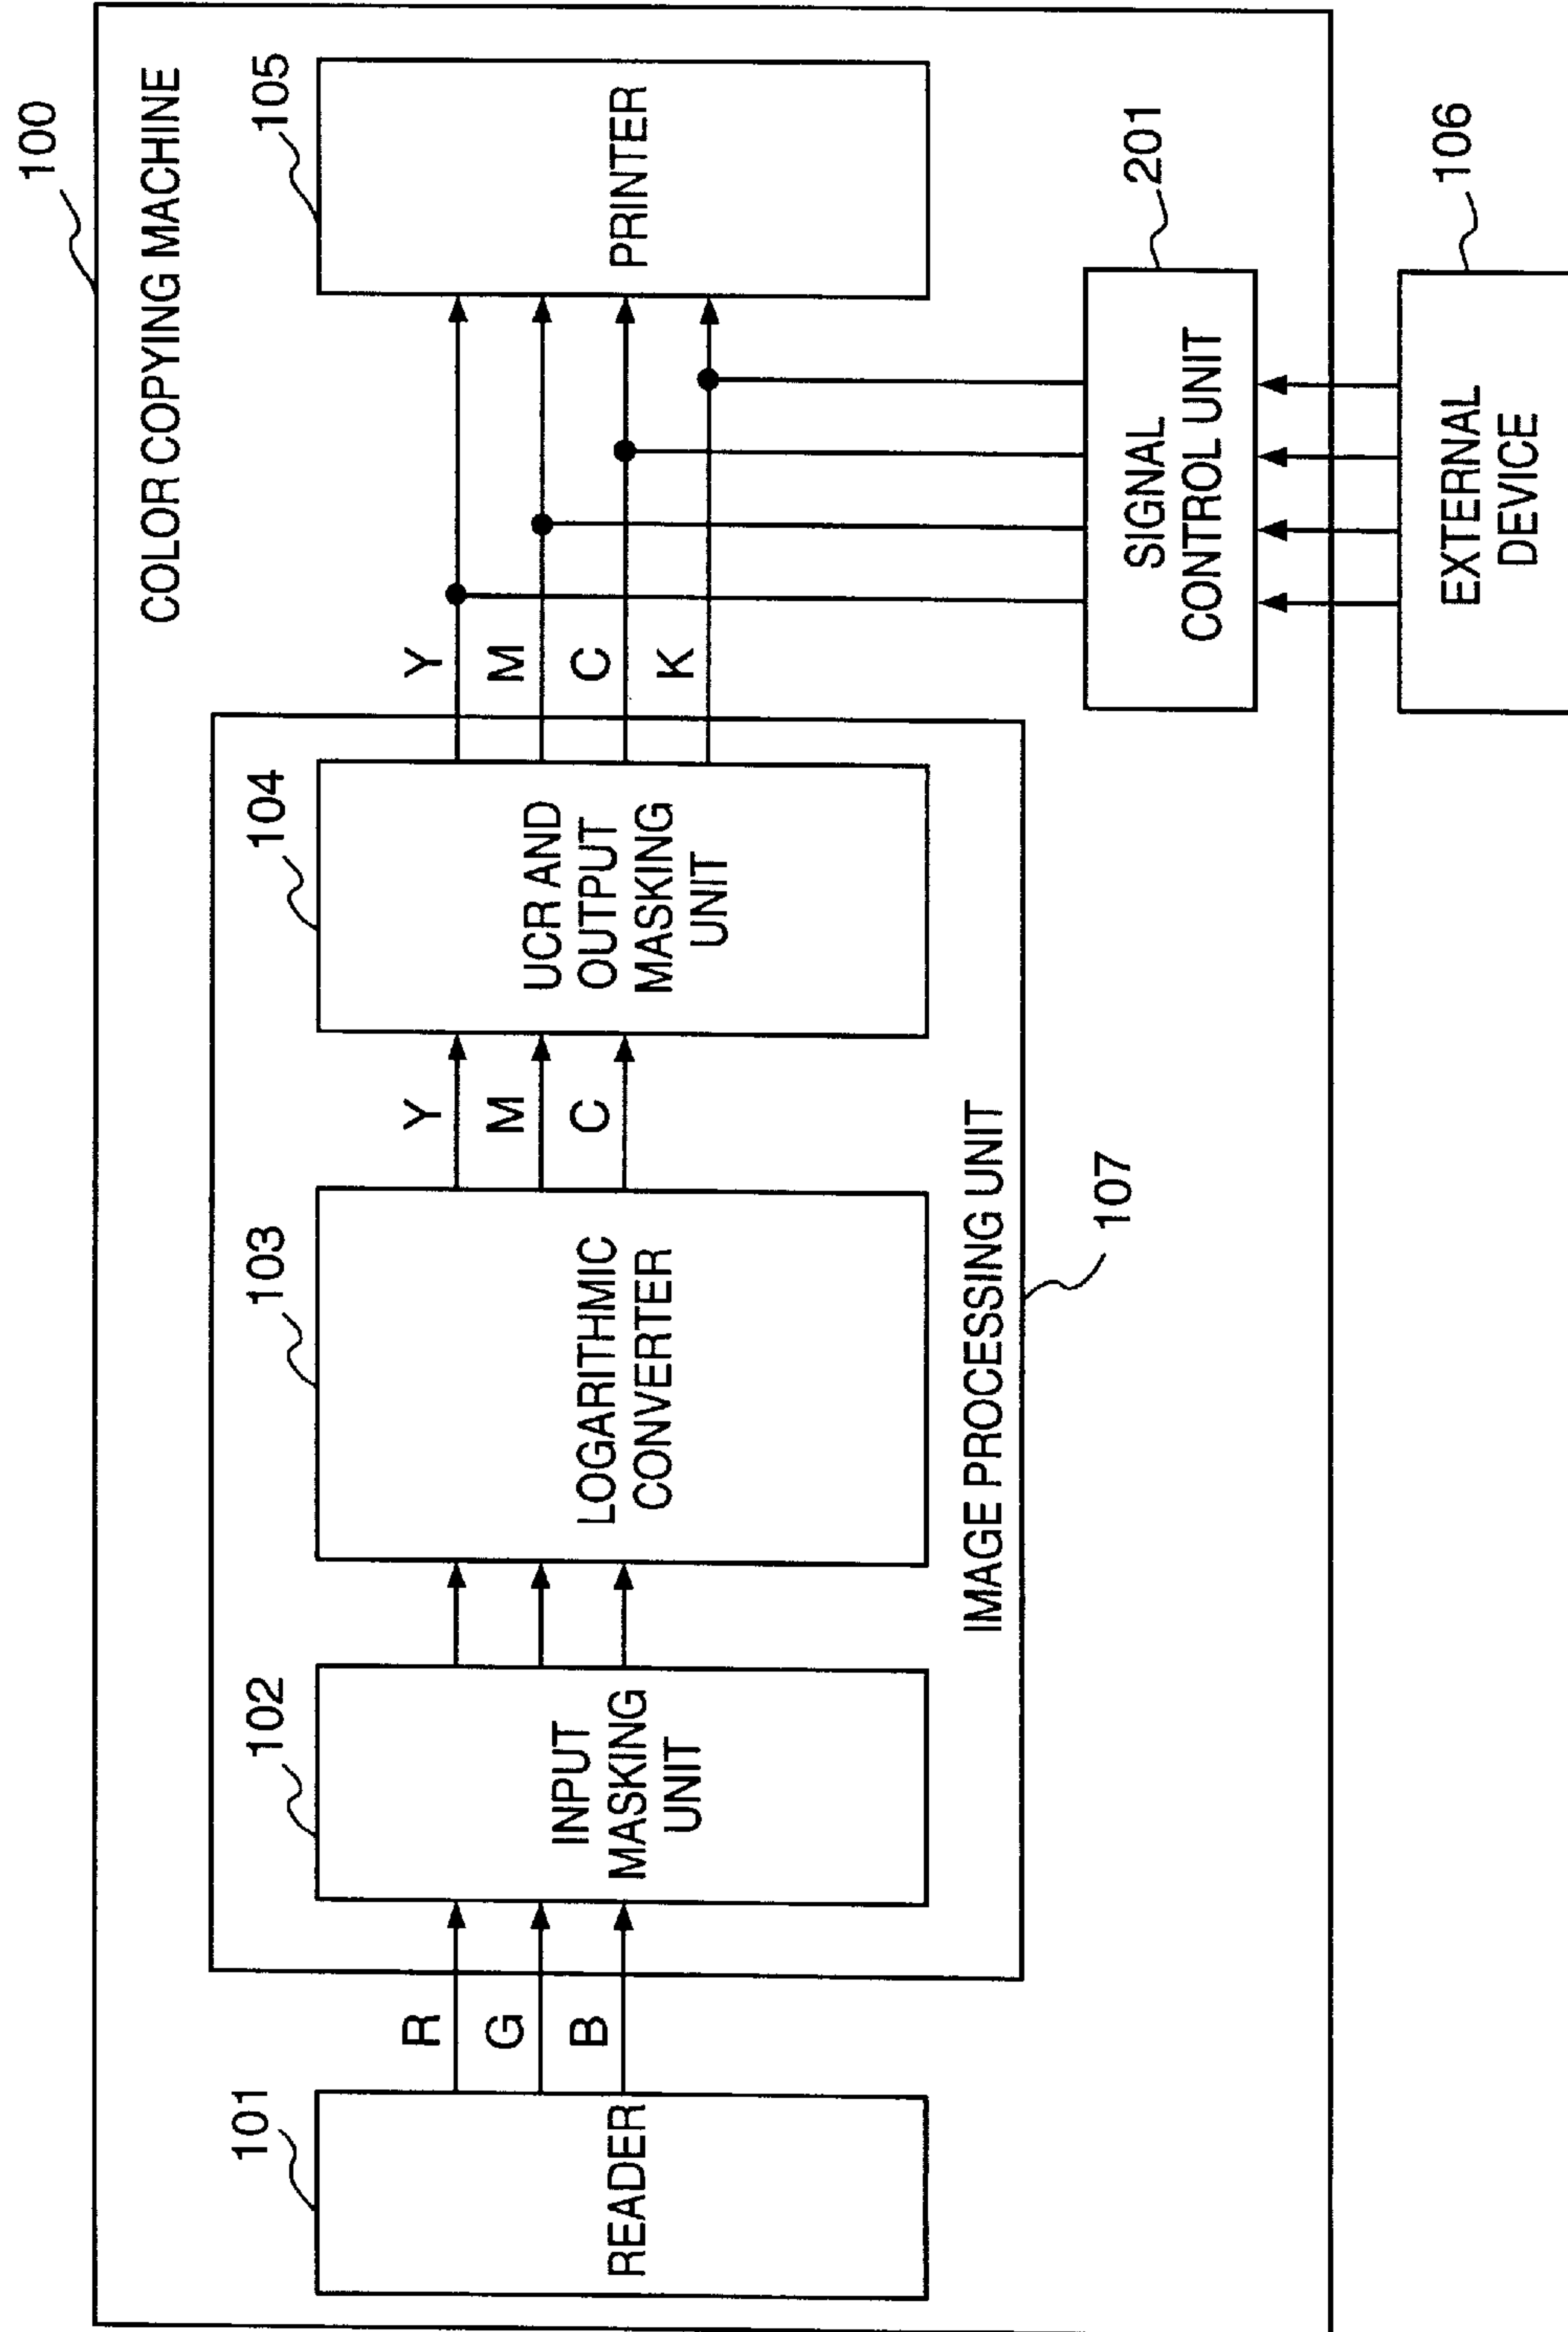 100
COLOR COPYING MACHINE
101
READER
R
G
B
102
INPUT
MASKING
UNIT
103
LOGARITHMIC
CONVERTER
Y
M
C
104
UCR AND
OUTPUT
MASKING
UNIT
IMAGE PROCESSING UNIT
107
Y
M
C
K
105
PRINTER
201
SIGNAL
CONTROL UNIT
106
EXTERNAL
DEVICE